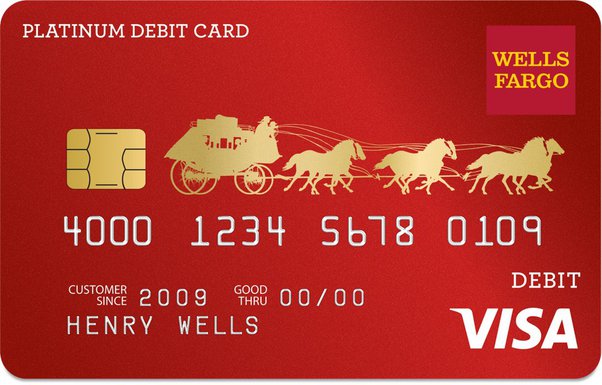 PLATINUM DEBIT CARD
WELLS
FARGO
4000 1234 5678 0109
DEBIT
CUSTOMER SINCE 2009 GOOD THRU 00/00
HENRY WELLS
VISA